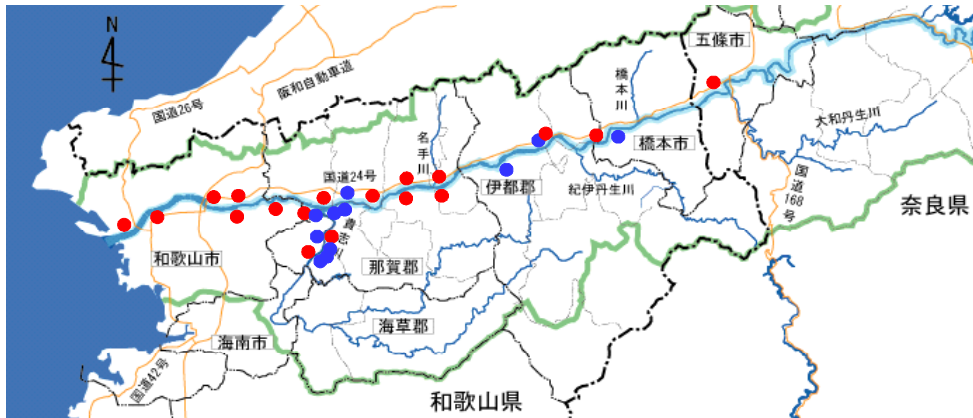 N
五條市
国道26号
阪和自動車道
橋本川
名手川
大和丹生川
橋本市
国道24号
伊都郡
紀伊丹生川
国道168号
奈良県
貴志川
和歌山市
那賀郡
海草郡
海南市
国道42号
和歌山県